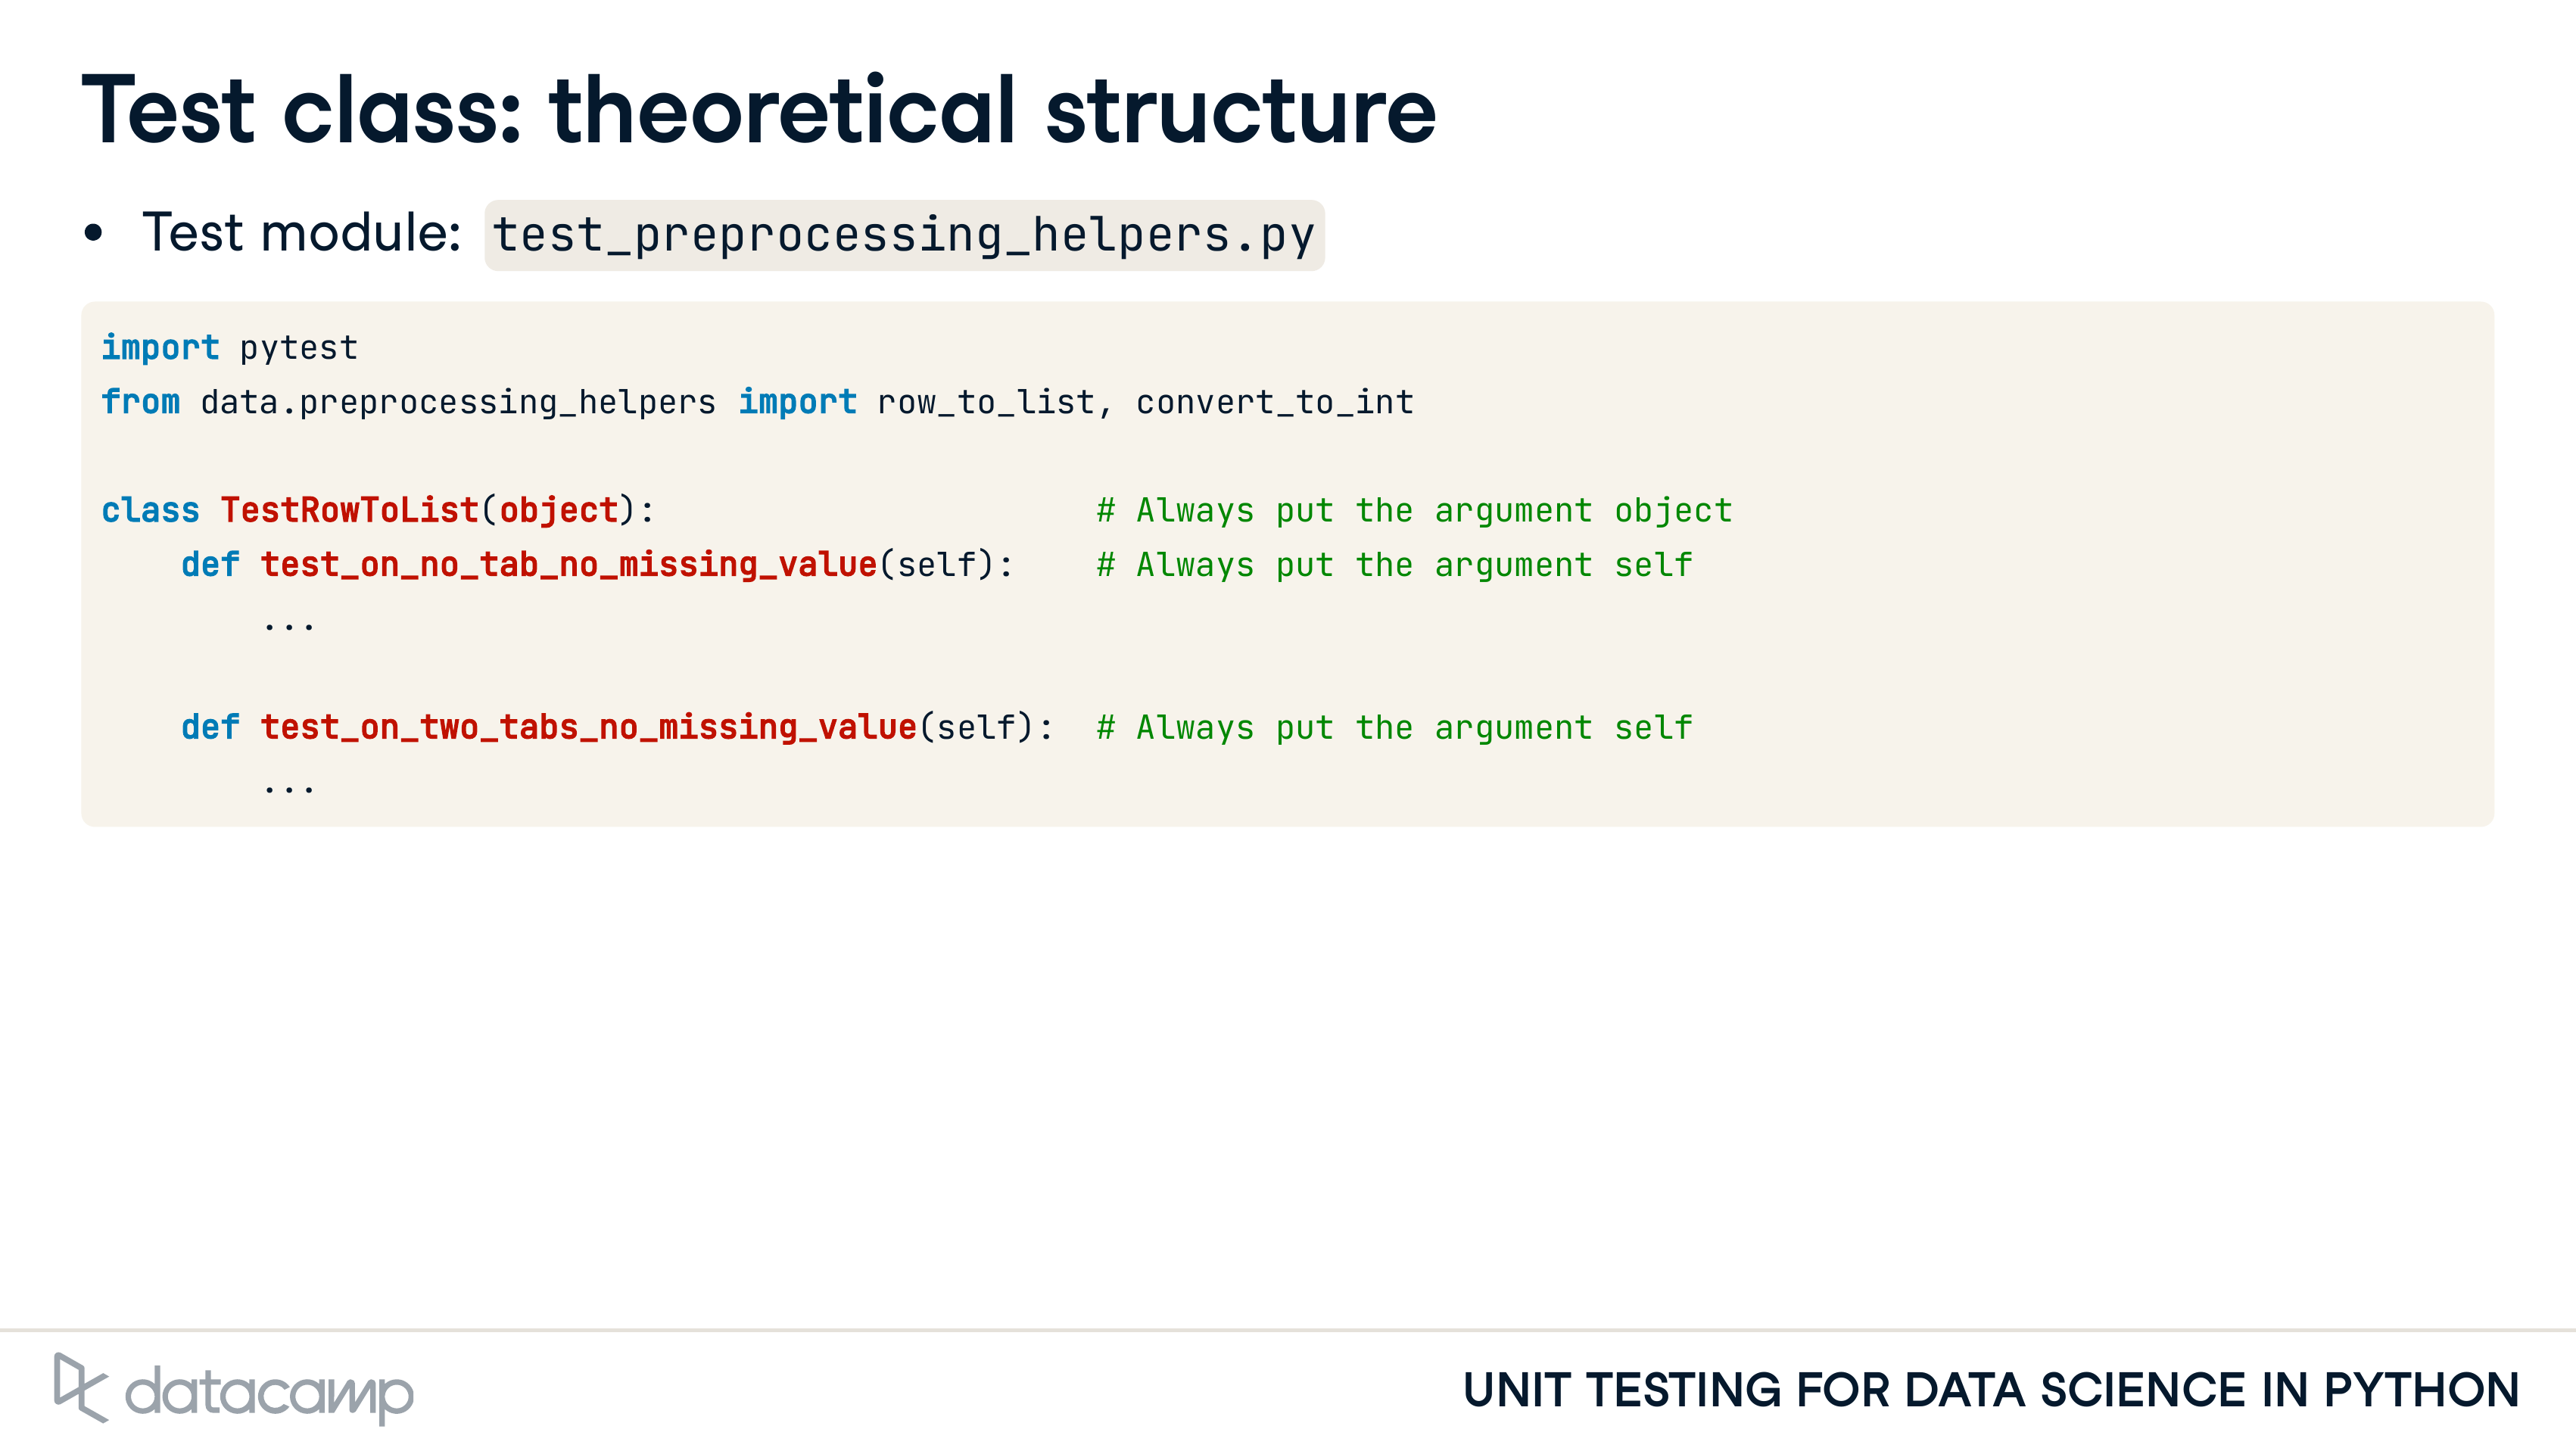 Test class: theoretical structure
• Test module: test_preprocessing_helpers.py
import pytest
from data.preprocessing_helpers import row_to_list, convert_to_int
class TestRowToList(object):                      # Always put the argument object
    def test_on_no_tab_no_missing_value(self):    # Always put the argument self
        ...
    def test_on_two_tabs_no_missing_value(self):  # Always put the argument self
        ...
datacamp
UNIT TESTING FOR DATA SCIENCE IN PYTHON